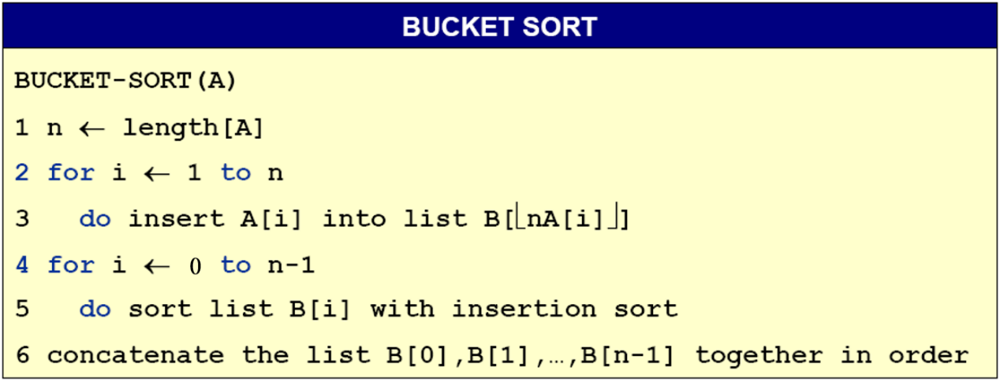 BUCKET SORT
BUCKET-SORT(A)
1 n ← length[A]
2 for i ← 1 to n
3 do insert A[i] into list B[⌊nA[i]⌋]
4 for i ← 0 to n-1
5 do sort list B[i] with insertion sort
6 concatenate the list B[0],B[1],…,B[n-1] together in order